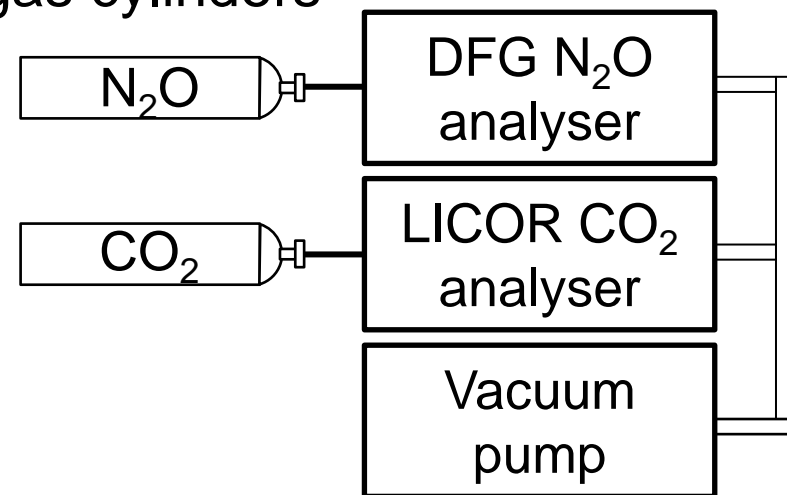 gas cylinders
N₂O
DFG N₂O
analyser
CO₂
LICOR CO₂
analyser
Vacuum
pump